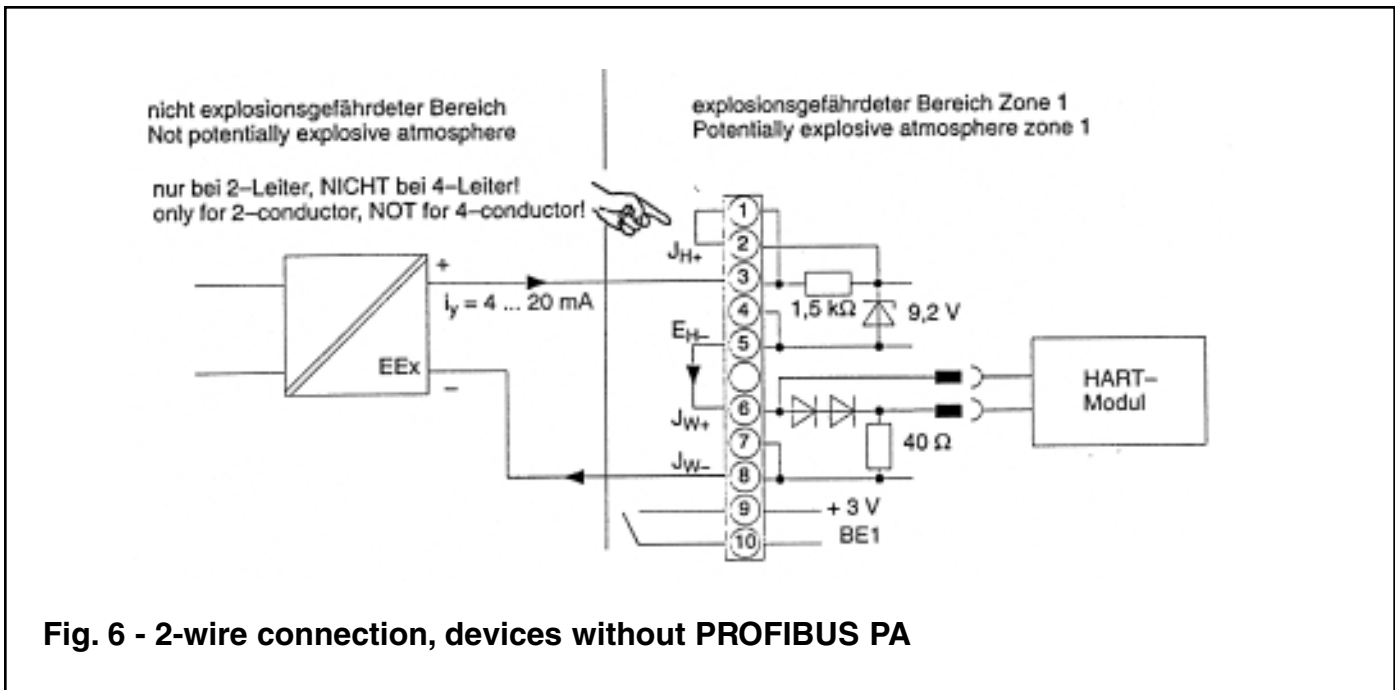 nicht explosionsgefährdeter Bereich
Not potentially explosive atmosphere
explosionsgefährdeter Bereich Zone 1
Potentially explosive atmosphere zone 1
nur bei 2–Leiter, NICHT bei 4–Leiter!
only for 2–conductor, NOT for 4–conductor!
+
iy = 4 ... 20 mA
EEx
–
1
2
JH+
3
4
1,5 kΩ
9,2 V
EH–
5
6
JW+
7
40 Ω
JW–
8
9
+ 3 V
10
BE1
HART–
Modul
Fig. 6 - 2-wire connection, devices without PROFIBUS PA